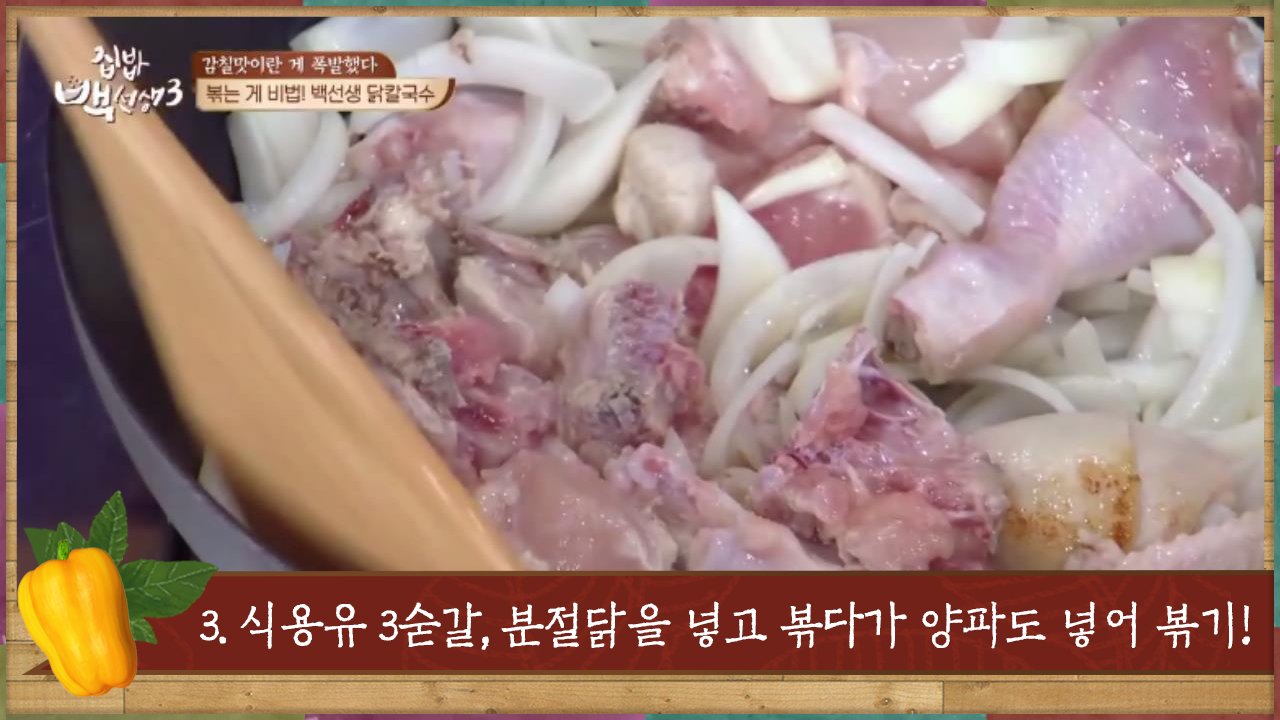 집밥
백선생3
감칠맛이란 게 폭발했다
볶는 게 비법! 백선생 닭칼국수
3. 식용유 3숟갈, 분절닭을 넣고 볶다가 양파도 넣어 볶기!